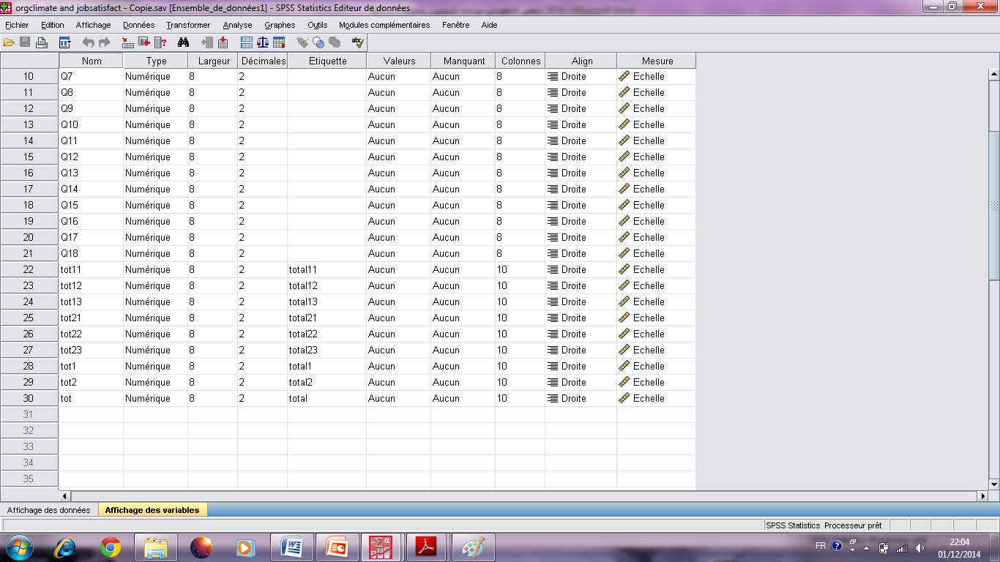 orgclimate and jobsatisfact - Copie.sav [Ensemble_de_données1] - SPSS Statistics Editeur de données
Fichier Edition Affichage Données Transformer Analyse Graphes Outils Modules complémentaires Fenêtre Aide
Nom Type Largeur Décimales Etiquette Valeurs Manquant Colonnes Align Mesure
10 Q7 Numérique 8 2 Aucun Aucun 8 Droite Echelle
11 Q8 Numérique 8 2 Aucun Aucun 8 Droite Echelle
12 Q9 Numérique 8 2 Aucun Aucun 8 Droite Echelle
13 Q10 Numérique 8 2 Aucun Aucun 8 Droite Echelle
14 Q11 Numérique 8 2 Aucun Aucun 8 Droite Echelle
15 Q12 Numérique 8 2 Aucun Aucun 8 Droite Echelle
16 Q13 Numérique 8 2 Aucun Aucun 8 Droite Echelle
17 Q14 Numérique 8 2 Aucun Aucun 8 Droite Echelle
18 Q15 Numérique 8 2 Aucun Aucun 8 Droite Echelle
19 Q16 Numérique 8 2 Aucun Aucun 8 Droite Echelle
20 Q17 Numérique 8 2 Aucun Aucun 8 Droite Echelle
21 Q18 Numérique 8 2 Aucun Aucun 8 Droite Echelle
22 tot11 Numérique 8 2 total11 Aucun Aucun 10 Droite Echelle
23 tot12 Numérique 8 2 total12 Aucun Aucun 10 Droite Echelle
24 tot13 Numérique 8 2 total13 Aucun Aucun 10 Droite Echelle
25 tot21 Numérique 8 2 total21 Aucun Aucun 10 Droite Echelle
26 tot22 Numérique 8 2 total22 Aucun Aucun 10 Droite Echelle
27 tot23 Numérique 8 2 total23 Aucun Aucun 10 Droite Echelle
28 tot1 Numérique 8 2 total1 Aucun Aucun 10 Droite Echelle
29 tot2 Numérique 8 2 total2 Aucun Aucun 10 Droite Echelle
30 tot Numérique 8 2 total Aucun Aucun 10 Droite Echelle
31
32
33
34
35
Affichage des données Affichage des variables
SPSS Statistics Processeur prêt
FR 22:04
01/12/2014